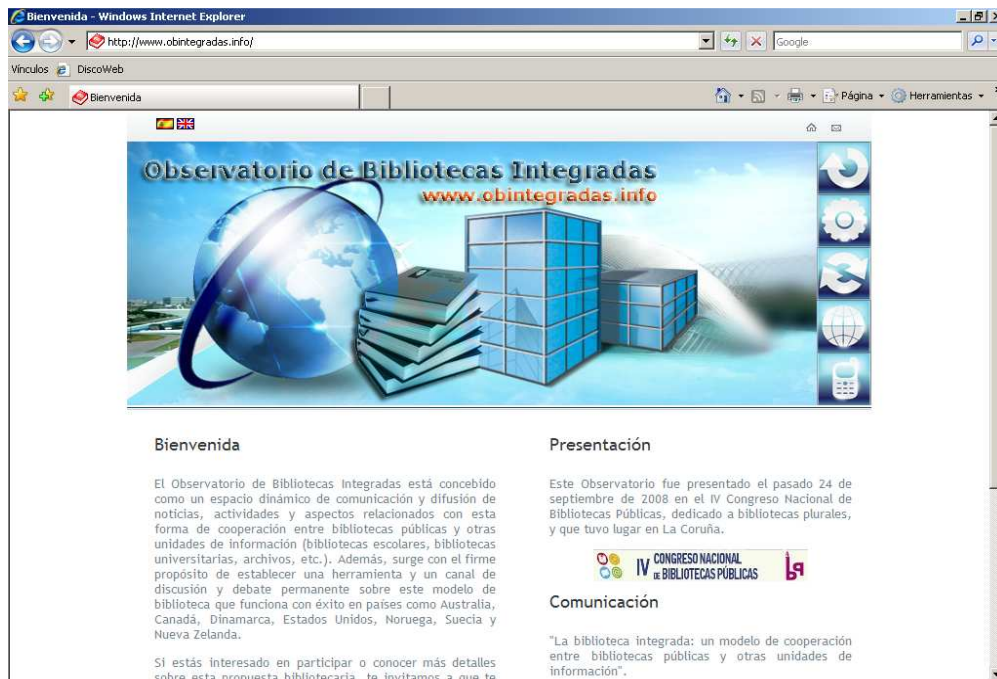 Bienvenida - Windows Internet Explorer
http://www.obintegradas.info/
Google
Vínculos
DiscoWeb
Bienvenida
Página
Herramientas
Observatorio de Bibliotecas Integradas
www.obintegradas.info
Bienvenida
El Observatorio de Bibliotecas Integradas está concebido
como un espacio dinámico de comunicación y difusión de
noticias, actividades y aspectos relacionados con esta
forma de cooperación entre bibliotecas públicas y otras
unidades de información (bibliotecas escolares, bibliotecas
universitarias, archivos, etc.). Además, surge con el firme
propósito de establecer una herramienta y un canal de
discusión y debate permanente sobre este modelo de
biblioteca que funciona con éxito en países como Australia,
Canadá, Dinamarca, Estados Unidos, Noruega, Suecia y
Nueva Zelanda.
Si estás interesado en participar o conocer más detalles
sobre esta propuesta bibliotecaria, te invitamos a que te
Presentación
Este Observatorio fue presentado el pasado 24 de
septiembre de 2008 en el IV Congreso Nacional de
Bibliotecas Públicas, dedicado a bibliotecas plurales,
y que tuvo lugar en La Coruña.
IV CONGRESO NACIONAL
DE BIBLIOTECAS PÚBLICAS
Comunicación
"La biblioteca integrada: un modelo de cooperación
entre bibliotecas públicas y otras unidades de
información".